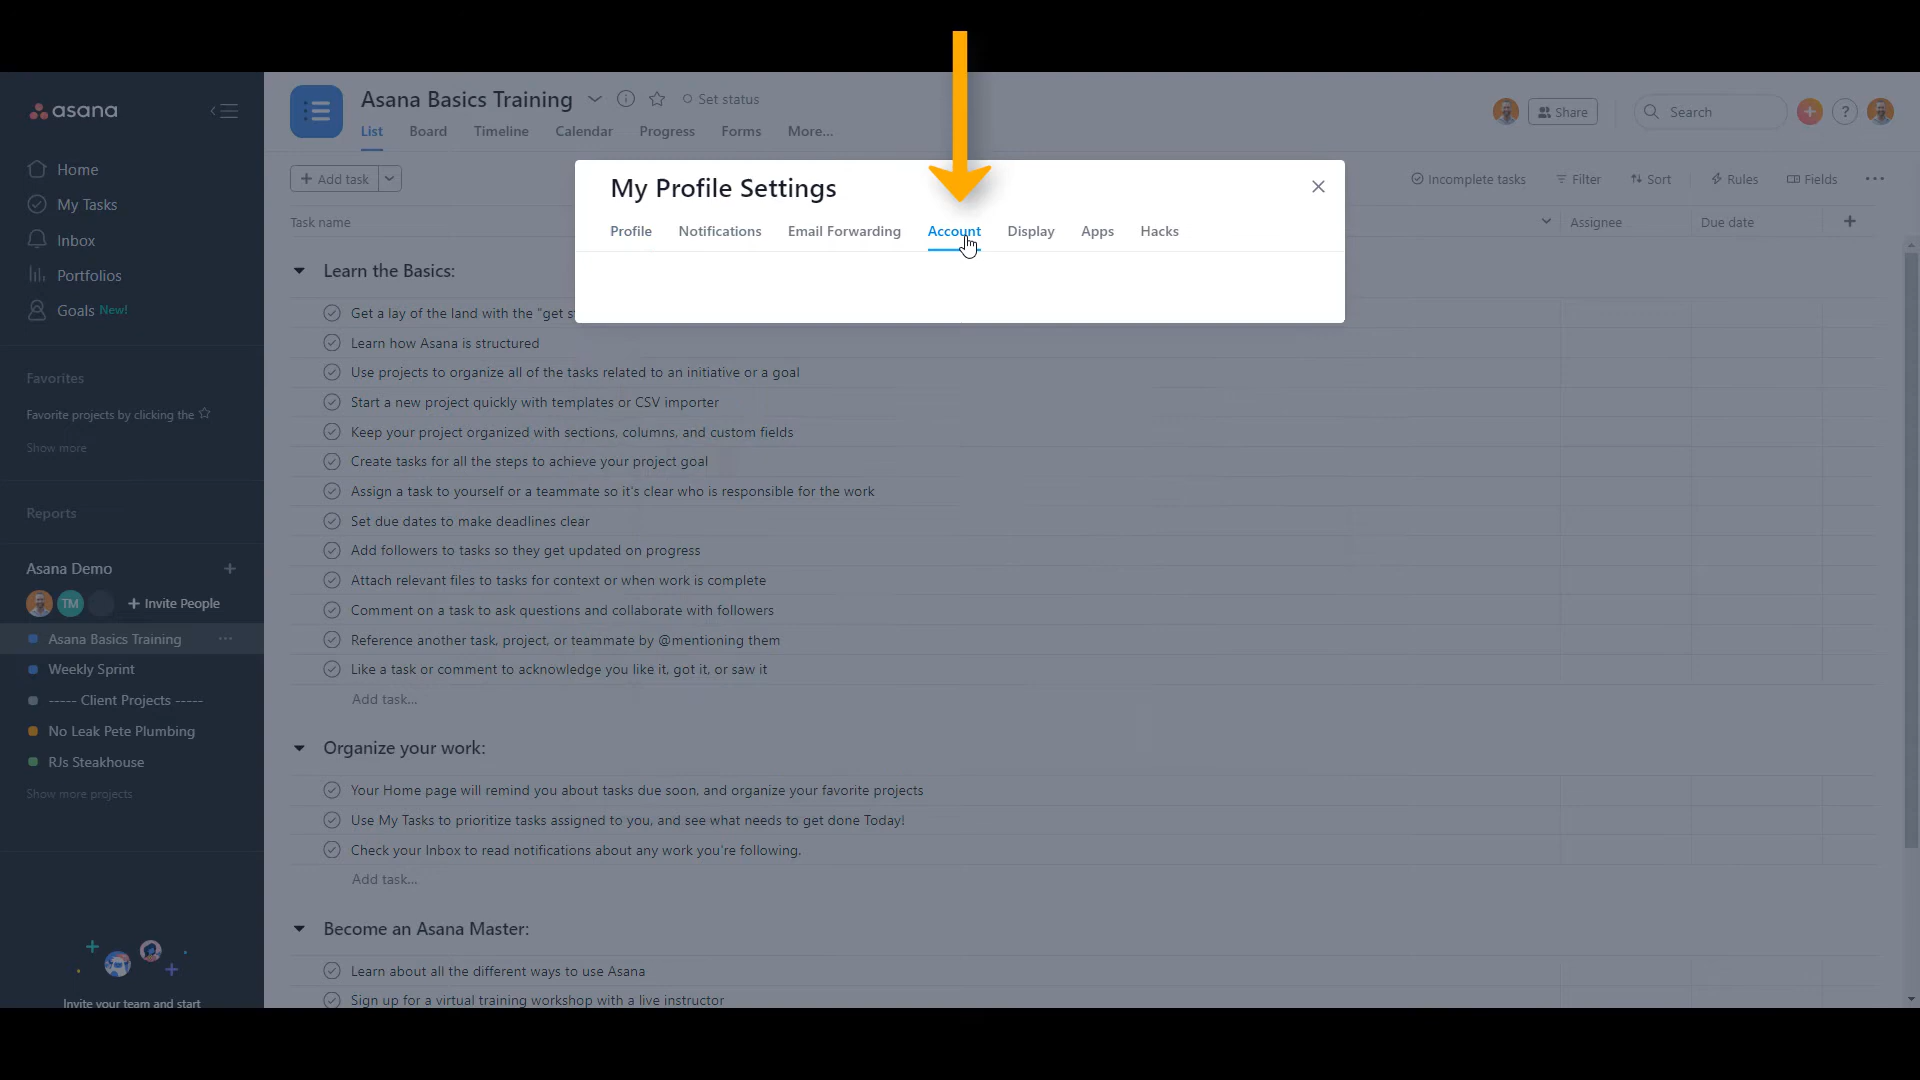 asana
Home
My Tasks
Inbox
Portfolios
Goals New!
Favorites
Favorite projects by clicking the
Show more
Reports
Asana Demo
TM
Invite People
Asana Basics Training
Weekly Sprint
----- Client Projects -----
No Leak Pete Plumbing
RJs Steakhouse
Show more projects
Invite your team and start
Asana Basics Training
Set status
List Board Timeline Calendar Progress Forms More...
Share
Search
?
+ Add task
Incomplete tasks Filter Sort Rules Fields
Task name Assignee Due date
My Profile Settings
Profile Notifications Email Forwarding Account Display Apps Hacks
Learn the Basics:
Get a lay of the land with the "get
Learn how Asana is structured
Use projects to organize all of the tasks related to an initiative or a goal
Start a new project quickly with templates or CSV importer
Keep your project organized with sections, columns, and custom fields
Create tasks for all the steps to achieve your project goal
Assign a task to yourself or a teammate so it's clear who is responsible for the work
Set due dates to make deadlines clear
Add followers to tasks so they get updated on progress
Attach relevant files to tasks for context or when work is complete
Comment on a task to ask questions and collaborate with followers
Reference another task, project, or teammate by @mentioning them
Like a task or comment to acknowledge you like it, got it, or saw it
Add task...
Organize your work:
Your Home page will remind you about tasks due soon, and organize your favorite projects
Use My Tasks to prioritize tasks assigned to you, and see what needs to get done Today!
Check your Inbox to read notifications about any work you're following.
Add task...
Become an Asana Master:
Learn about all the different ways to use Asana
Sign up for a virtual training workshop with a live instructor